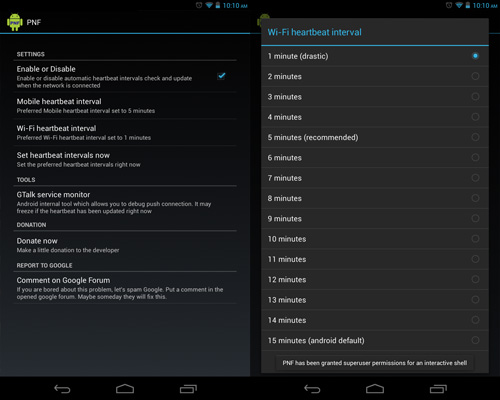 10:10 AM
PNF
SETTINGS
Enable or Disable
Enable or disable automatic heartbeat intervals check and update
when the network is connected
Mobile heartbeat interval
Preferred Mobile heartbeat interval set to 5 minutes
Wi-Fi heartbeat interval
Preferred Wi-Fi heartbeat interval set to 1 minutes
Set heartbeat intervals now
Set the preferred heartbeat intervals right now
TOOLS
GTalk service monitor
Android internal tool which allows you to debug push connection. It may
freeze if the heartbeat has been updated right now
DONATION
Donate now
Make a little donation to the developer
REPORT TO GOOGLE
Comment on Google Forum
If you are bored about this problem, let's spam Google. Put a comment in the
opened google forum. Maybe someday they will fix this.
10:10 AM
Wi-Fi heartbeat interval
1 minute (drastic)
2 minutes
3 minutes
4 minutes
5 minutes (recommended)
6 minutes
7 minutes
8 minutes
9 minutes
10 minutes
11 minutes
12 minutes
13 minutes
14 minutes
15 minutes (android default)
PNF has been granted superuser permissions for an interactive shell